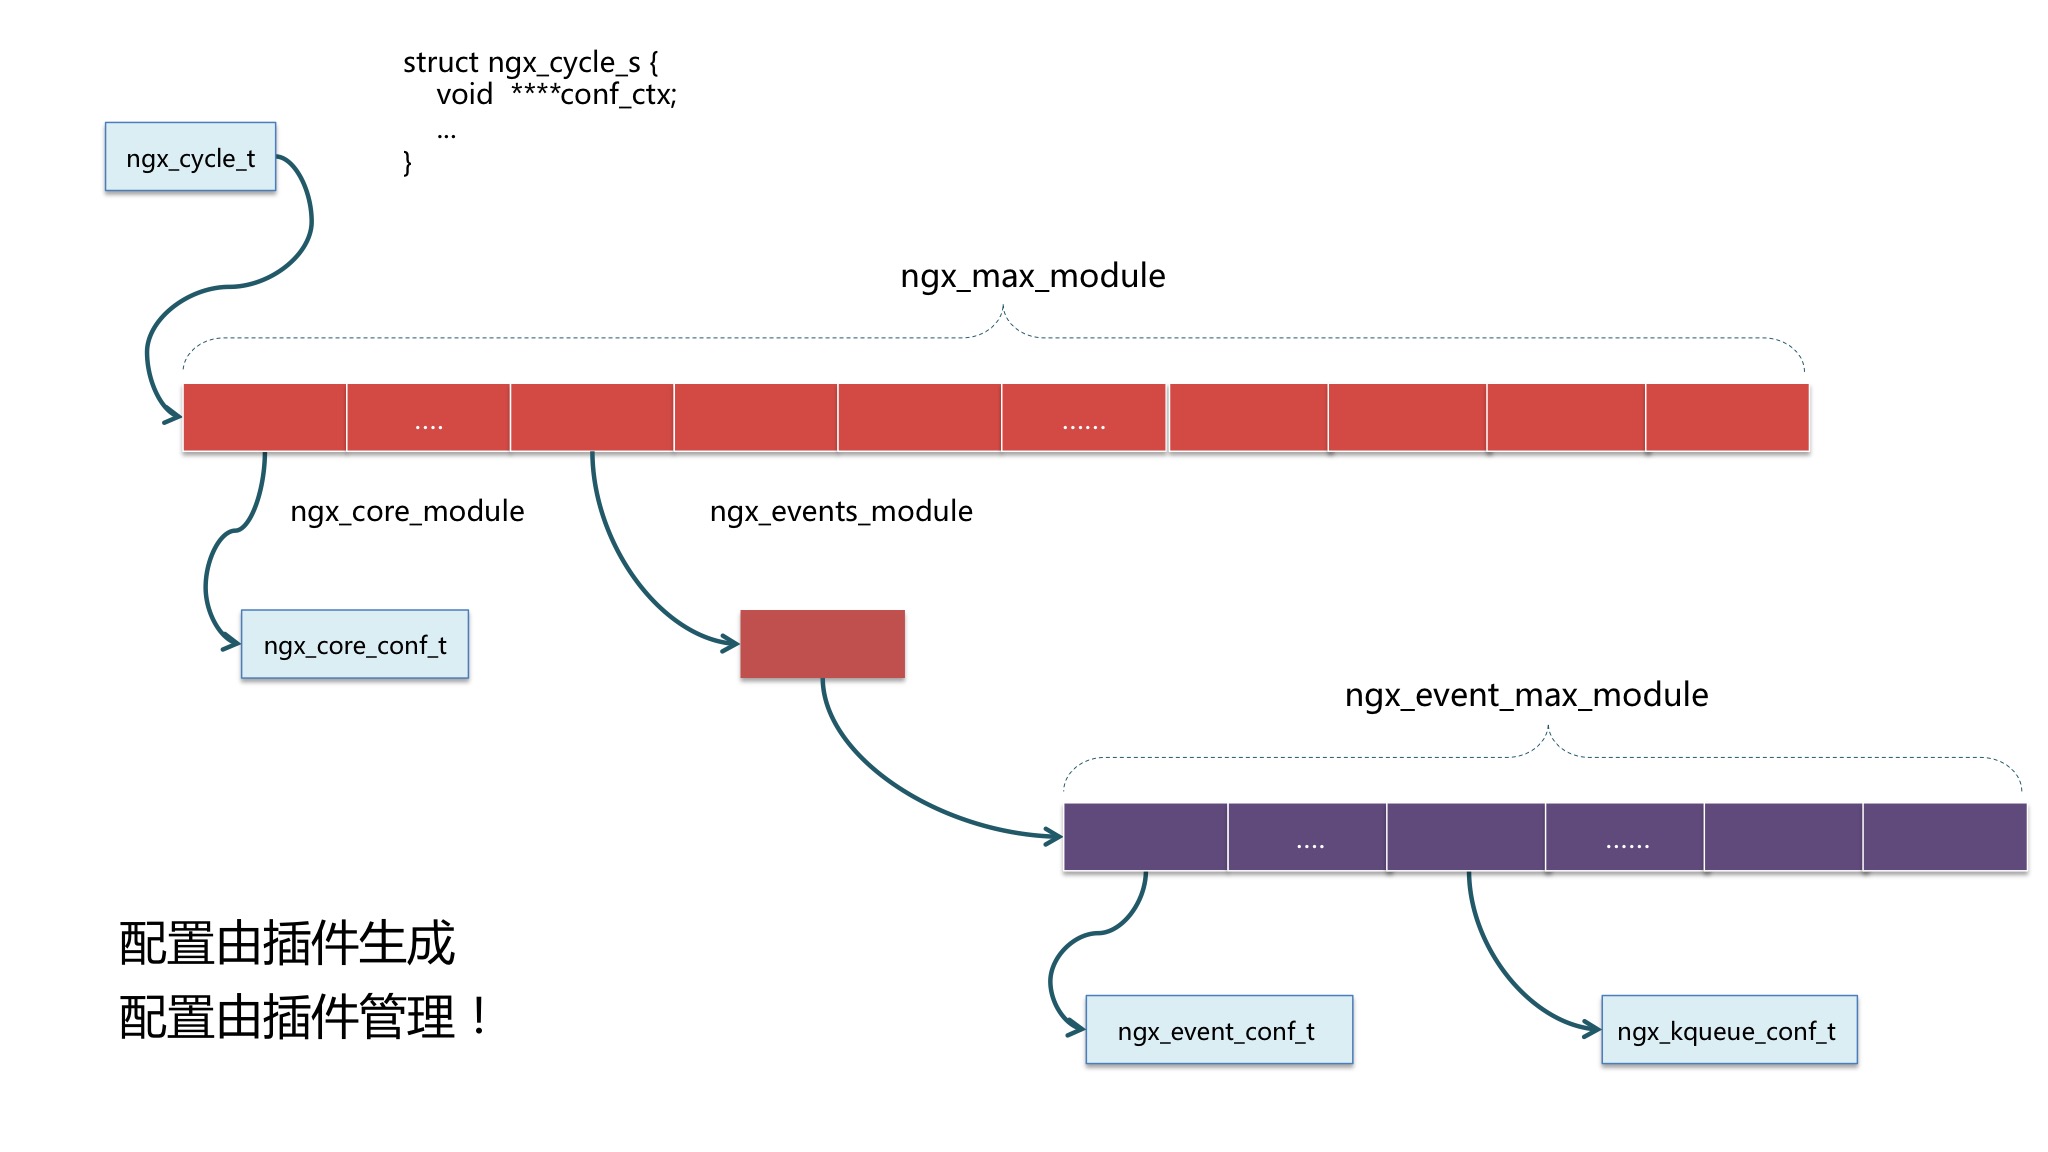 struct ngx_cycle_s {
void  ****conf_ctx;
...
}
ngx_cycle_t
ngx_max_module
....
......
ngx_core_module
ngx_events_module
ngx_core_conf_t
ngx_event_max_module
....
......
配置由插件生成
配置由插件管理！
ngx_event_conf_t
ngx_kqueue_conf_t